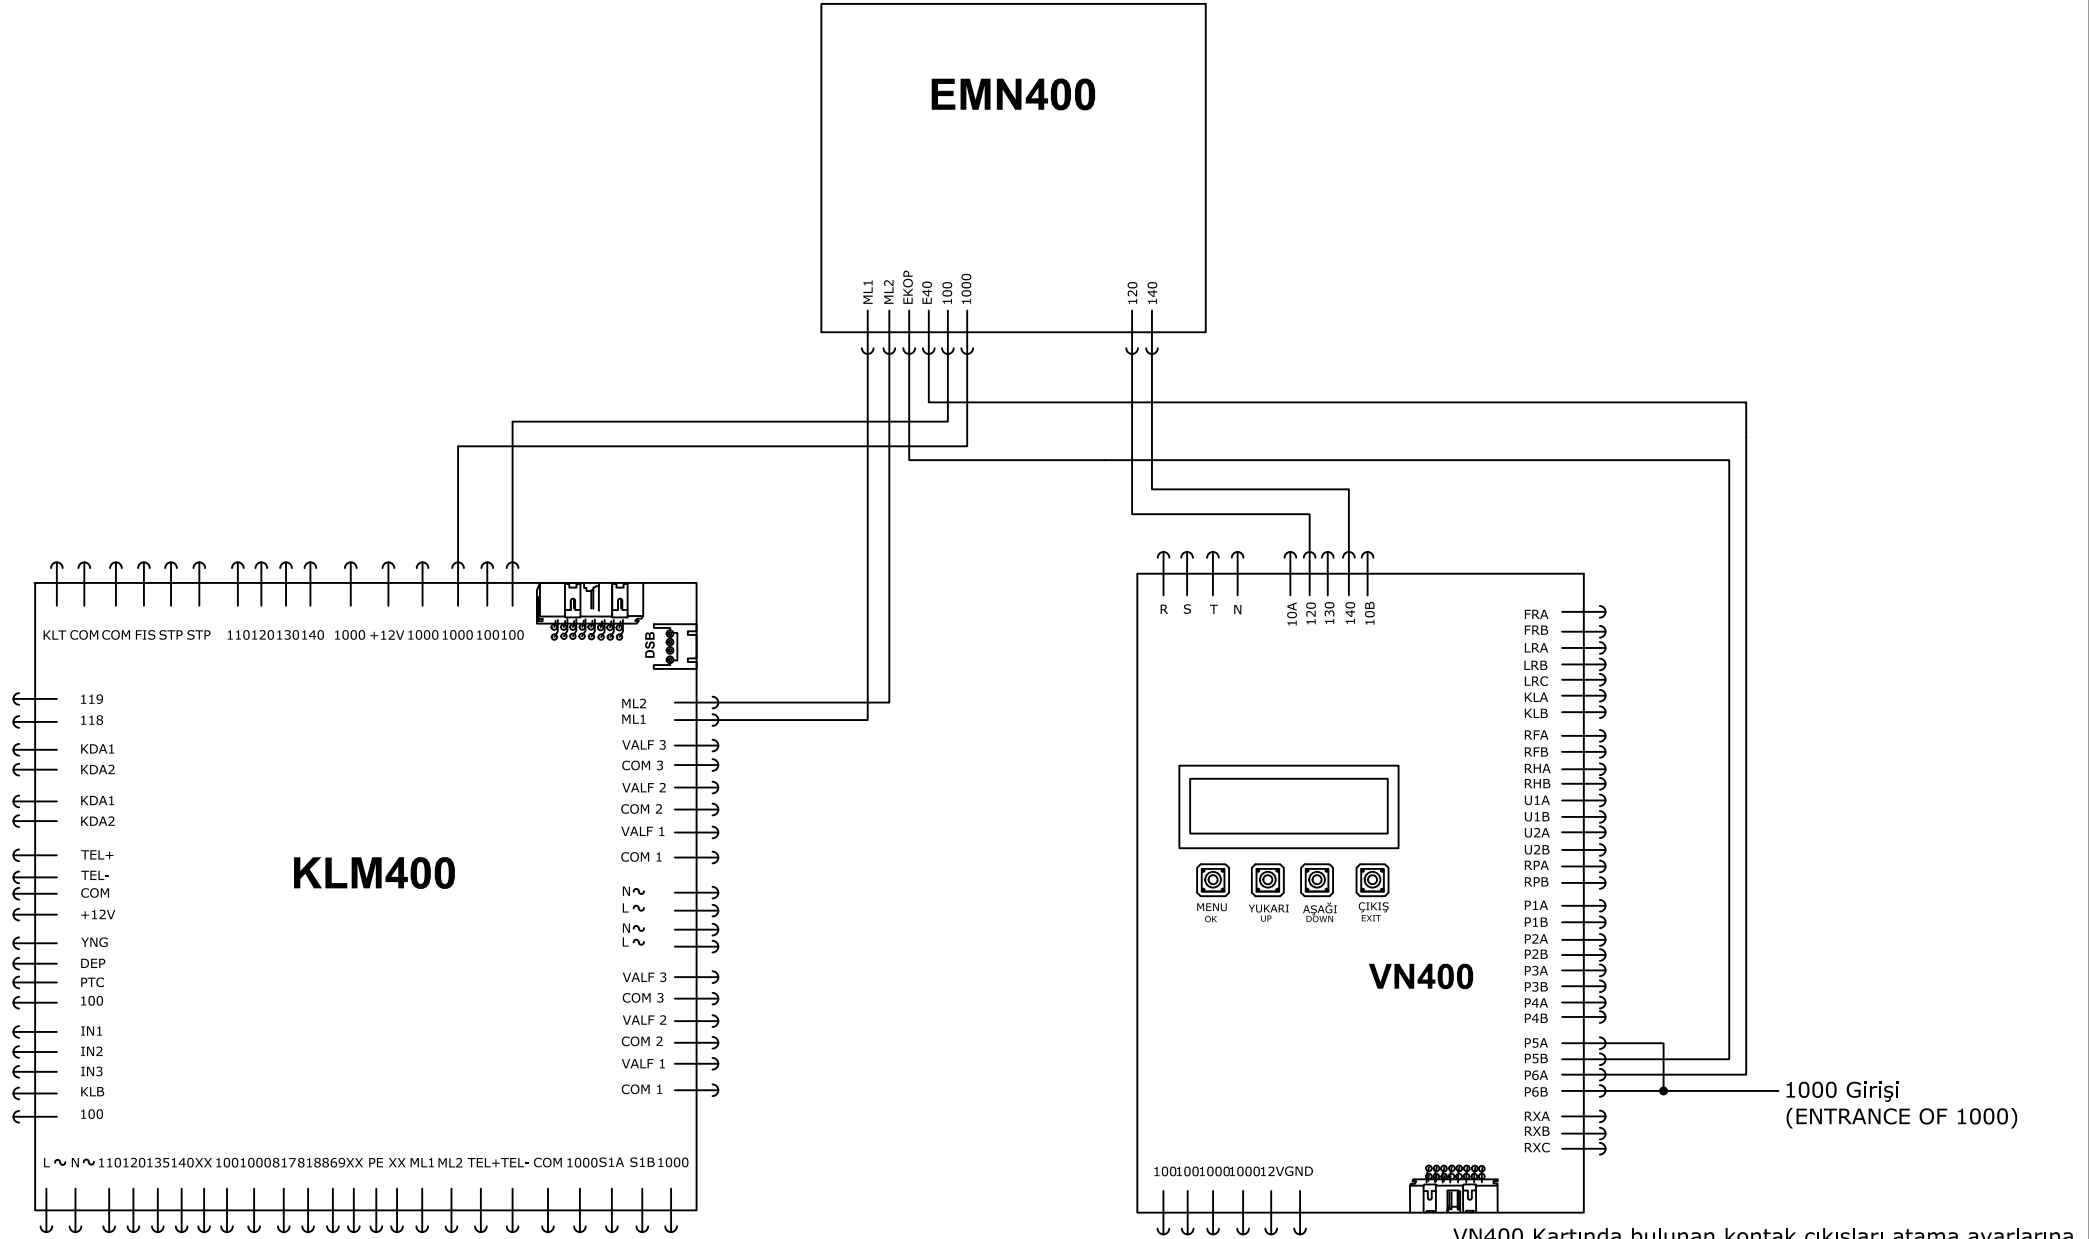 EMN400
ML1
ML2
EKOP
E40
100
1000
120
140
KLT COM COM FIS STP STP 110 120 130 140 1000 +12V 1000 1000 100 100
DSB
119
118
KDA1
KDA2
KDA1
KDA2
TEL+
TEL-
COM
+12V
YNG
DEP
PTC
100
IN1
IN2
IN3
KLB
100
KLM400
ML2
ML1
VALF 3
COM 3
VALF 2
COM 2
VALF 1
COM 1
N~
L~
N~
L~
VALF 3
COM 3
VALF 2
COM 2
VALF 1
COM 1
L~ N~ 110 120 135 140 XX 100 1000 817 818 869 XX PE XX ML1 ML2 TEL+ TEL- COM 1000 S1A S1B 1000
R S T N
10A
120
130
140
10B
MENU YUKARI AŞAĞI ÇIKIŞ
OK UP DOWN EXIT
VN400
FRA
FRB
LRA
LRB
LRC
KLA
KLB
RFA
RFB
RHA
RHB
U1A
U1B
U2A
U2B
RPA
RPB
P1A
P1B
P2A
P2B
P3A
P3B
P4A
P4B
P5A
P5B
P6A
P6B
RXA
RXB
RXC
1000 Girişi
(ENTRANCE OF 1000)
100 100 1000 1000 12V GND
VN400 Kartında bulunan kontak çıkışları atama ayarlarına